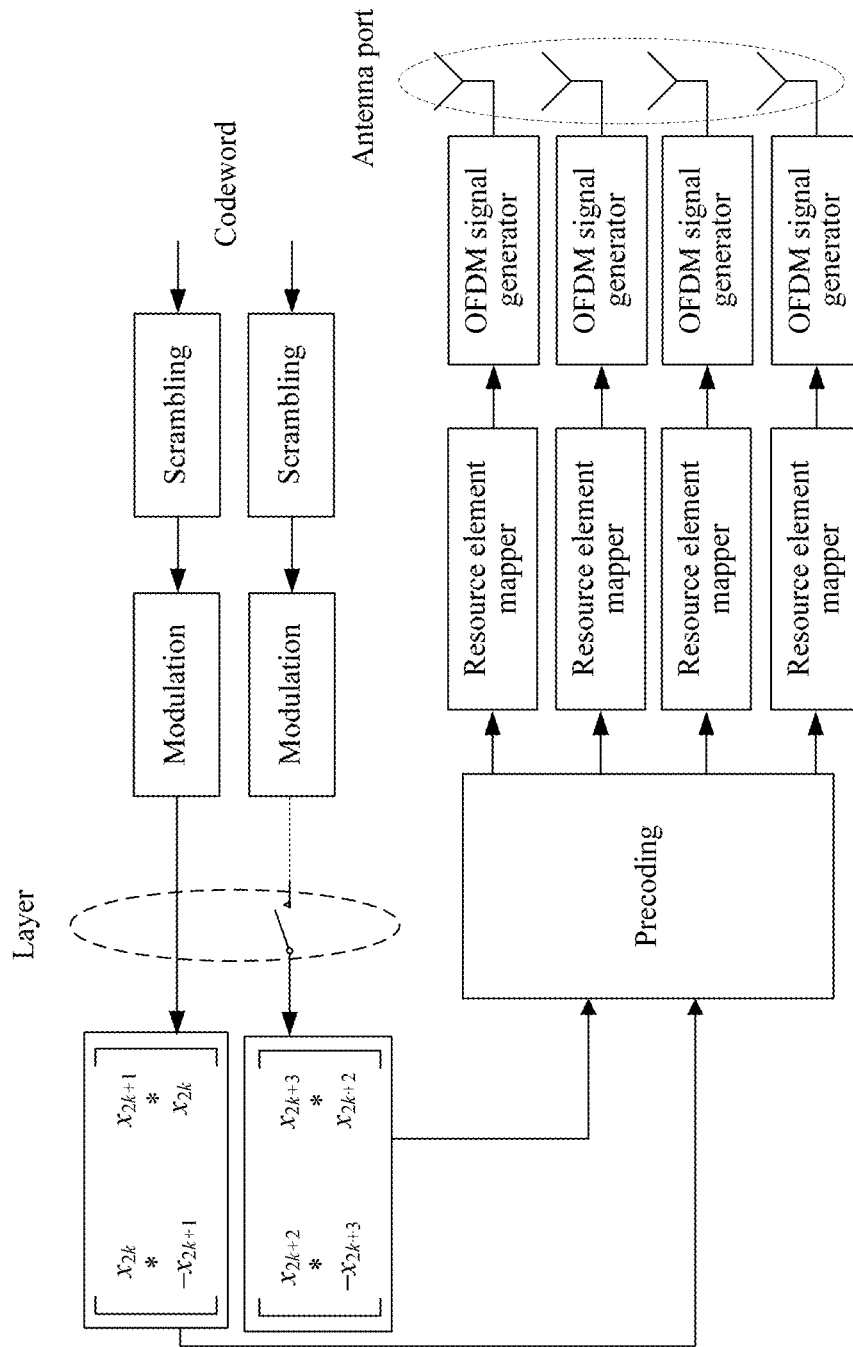 Codeword
Scrambling
Scrambling
Modulation
Modulation
Layer
x_{2k} x_{2k+1}
-x_{2k+1}^* x_{2k}^*
x_{2k+2} x_{2k+3}
-x_{2k+3}^* x_{2k+2}^*
Precoding
Resource element
mapper
Resource element
mapper
Resource element
mapper
Resource element
mapper
OFDM signal
generator
OFDM signal
generator
OFDM signal
generator
OFDM signal
generator
Antenna port